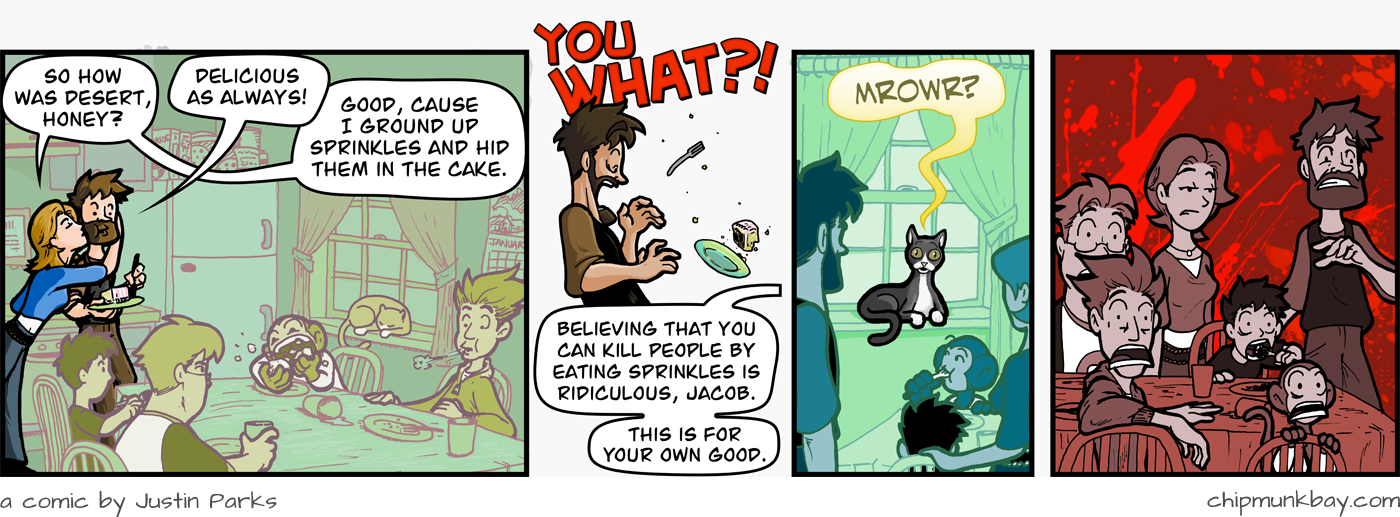 SO HOW
WAS DESERT,
HONEY?
DELICIOUS
AS ALWAYS!
GOOD, CAUSE
I GROUND UP
SPRINKLES AND HID
THEM IN THE CAKE.
JANUAR
YOU
WHAT?!
BELIEVING THAT YOU
CAN KILL PEOPLE BY
EATING SPRINKLES IS
RIDICULOUS, JACOB.
THIS IS FOR
YOUR OWN GOOD.
MROWR?
a comic by Justin Parks
chipmunkbay.com